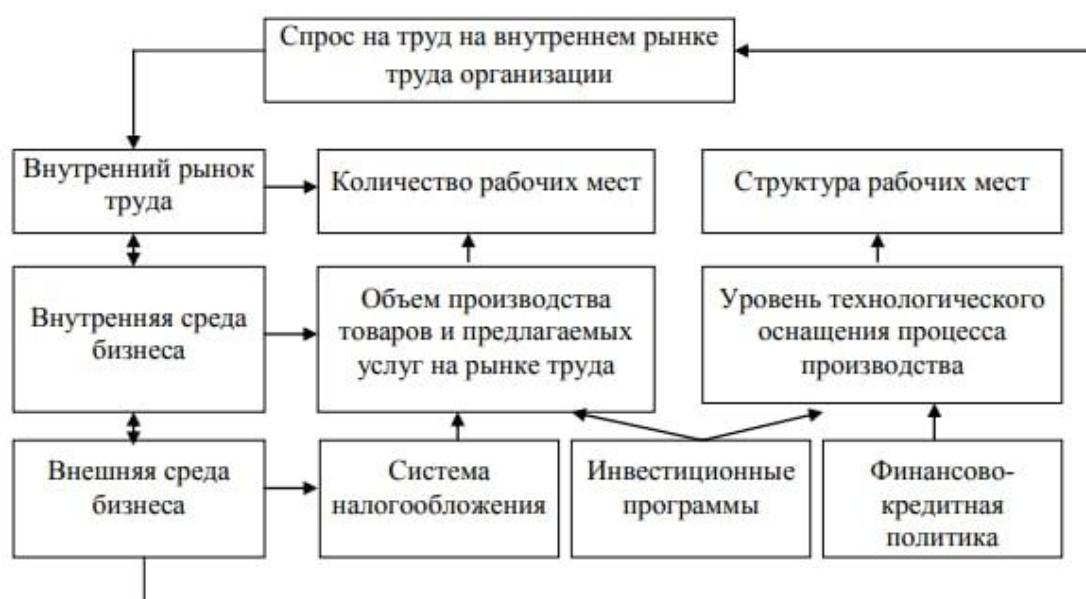 Спрос на труд на внутреннем рынке
труда организации
Внутренний рынок
труда
Количество рабочих мест
Структура рабочих мест
Внутренняя среда
бизнеса
Объем производства
товаров и предлагаемых
услуг на рынке труда
Уровень технологического
оснащения процесса
производства
Внешняя среда
бизнеса
Система
налогообложения
Инвестиционные
программы
Финансово-
кредитная
политика